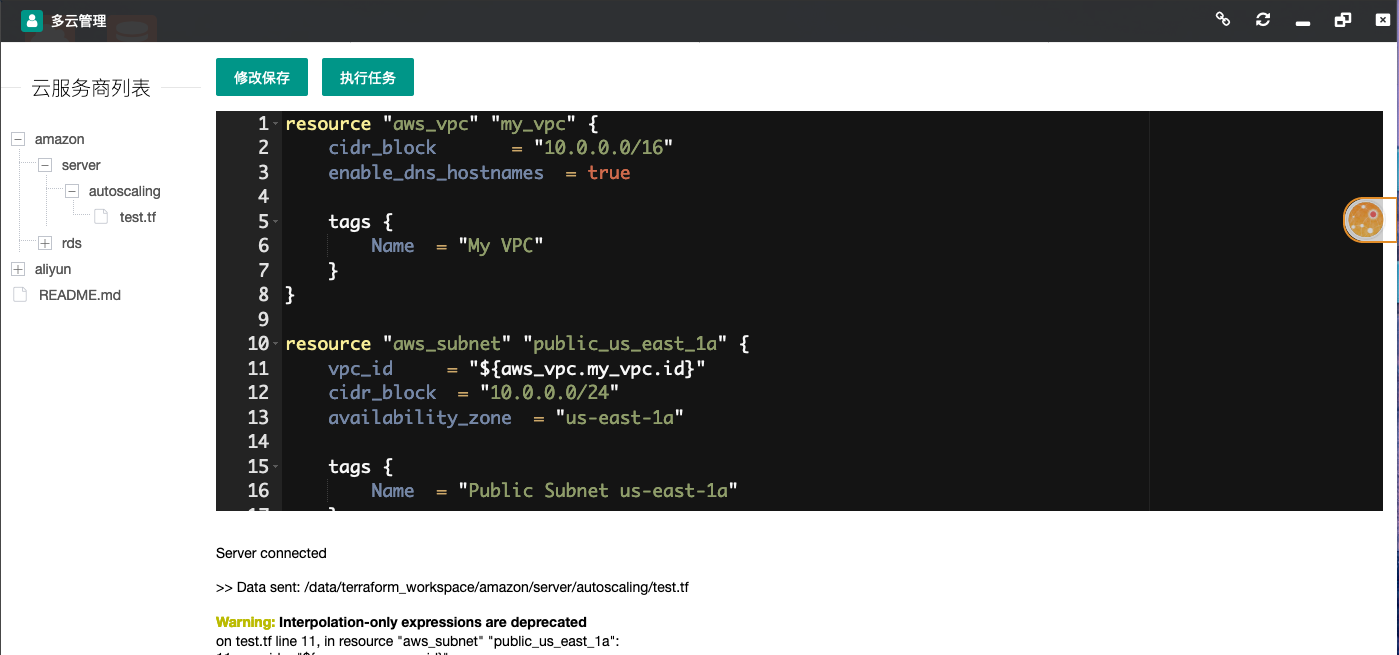 多云管理
云服务商列表
amazon
server
autoscaling
test.tf
rds
aliyun
README.md
修改保存 执行任务
1 resource "aws_vpc" "my_vpc" {
2 cidr_block = "10.0.0.0/16"
3 enable_dns_hostnames = true
4
5 tags {
6 Name = "My VPC"
7 }
8 }
9
10 resource "aws_subnet" "public_us_east_1a" {
11 vpc_id = "${aws_vpc.my_vpc.id}"
12 cidr_block = "10.0.0.0/24"
13 availability_zone = "us-east-1a"
14
15 tags {
16 Name = "Public Subnet us-east-1a"
Server connected
>> Data sent: /data/terraform_workspace/amazon/server/autoscaling/test.tf
Warning: Interpolation-only expressions are deprecated
on test.tf line 11, in resource "aws_subnet" "public_us_east_1a":